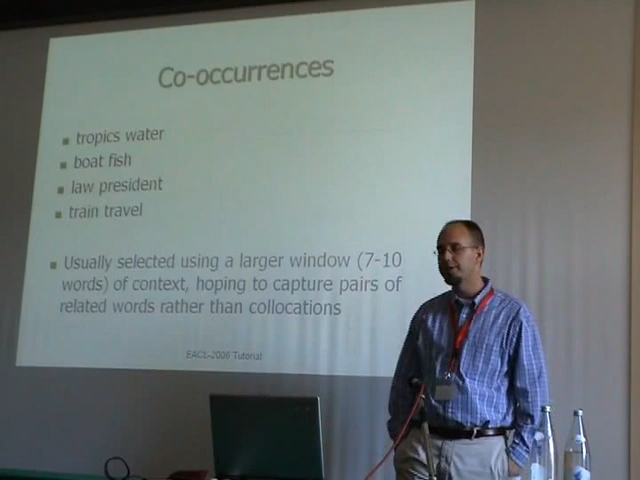 Co-occurrences
tropics water
boat fish
law president
train travel
Usually selected using a larger window (7-10
words) of context, hoping to capture pairs of
related words rather than collocations
EACL-2006 Tutorial